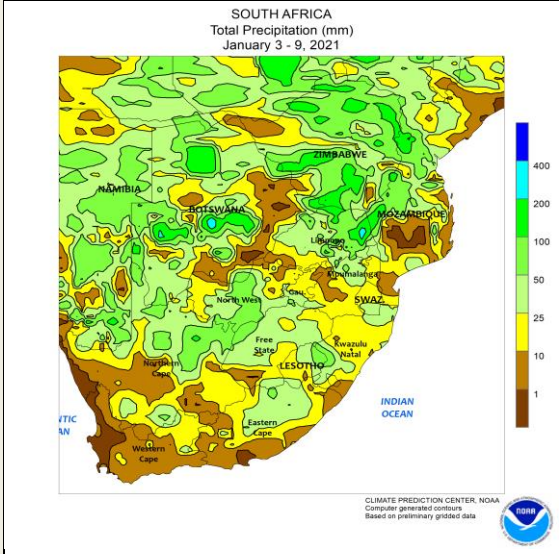 SOUTH AFRICA
Total Precipitation (mm)
January 3 - 9, 2021
ZIMBABWE
NAMIBIA
BOTSWANA
MOZAMBIQUE
Limpopo
Mpumalanga
North West
Gau.
SWAZ.
Free
State
Kwazulu
Natal
Northern
Cape
LESOTHO
NTIC
AN
INDIAN
OCEAN
Eastern
Cape
Western
Cape
400
200
100
50
25
10
1
CLIMATE PREDICTION CENTER, NOAA
Computer generated contours
Based on preliminary gridded data
NOAA